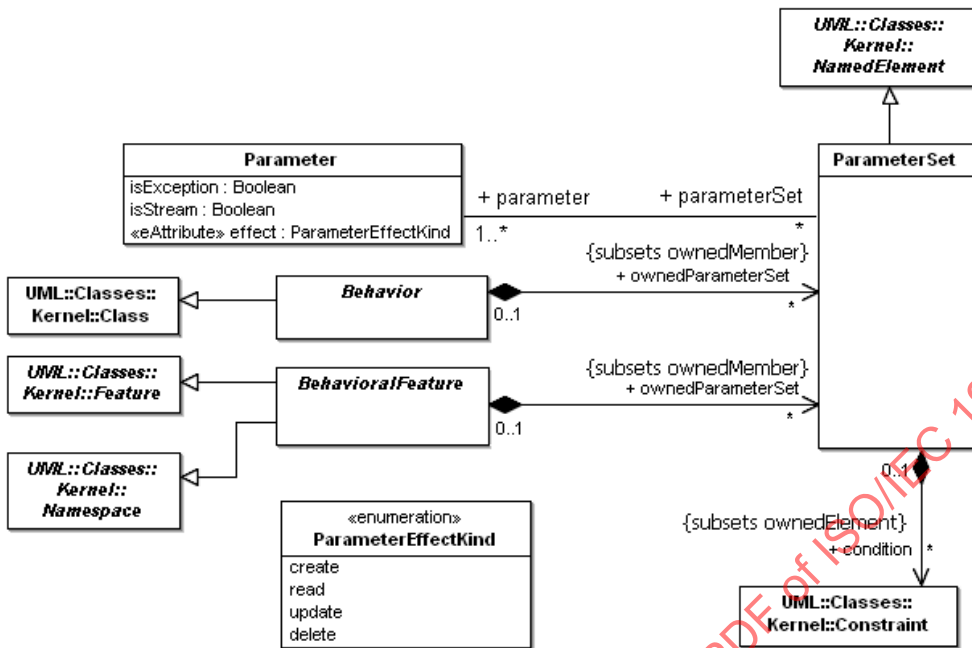 UML::Classes::
Kernel::
NamedElement
Parameter
isException : Boolean
isStream : Boolean
«eAttribute» effect : ParameterEffectKind
ParameterSet
+ parameter
+ parameterSet
1..*
*
{subsets ownedMember}
+ ownedParameterSet
UML::Classes::
Kernel::Class
Behavior
0..1
*
UML::Classes::
Kernel::Feature
BehavioralFeature
{subsets ownedMember}
+ ownedParameterSet
0..1
*
UML::Classes::
Kernel::
Namespace
0..1
«enumeration»
ParameterEffectKind
create
read
update
delete
{subsets ownedElement}
+ condition
*
UML::Classes::
Kernel::Constraint
PDF of ISO/IEC 19